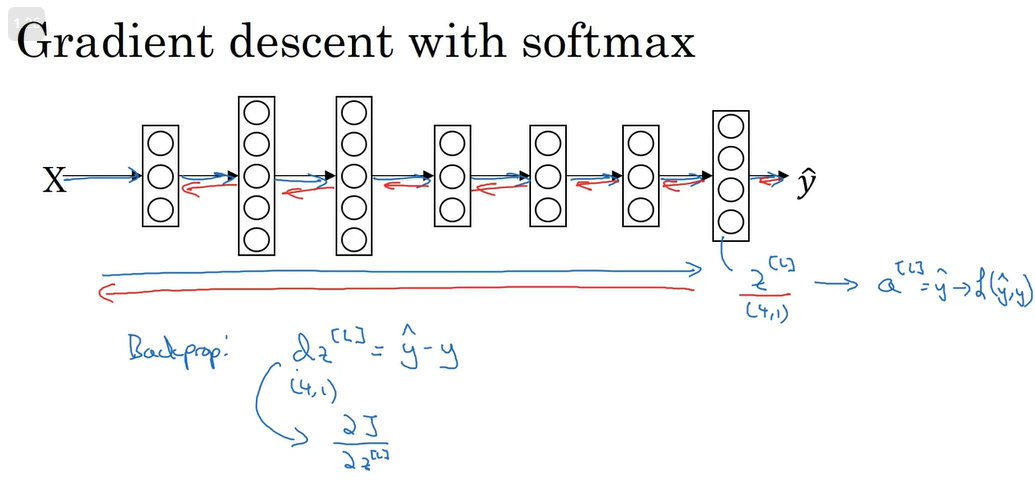 Gradient descent with softmax
X
ŷ
z^[L] → a^[L] = ŷ → ℒ(ŷ,y)
(4,1)
Backprop: dz^[L] = ŷ - y
(4,1)
∂J
∂z^[L]